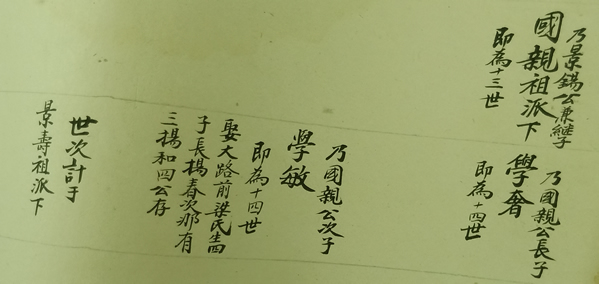 乃景錫公兼繼子
國親祖派下
即為十三世
乃國親公長子
學會
即為十四世
乃國親公次子
學敏
即為十四世
娶大路前梁氏生四
子長揚春次那有
三揚和四公存
世次計于
景壽祖派下